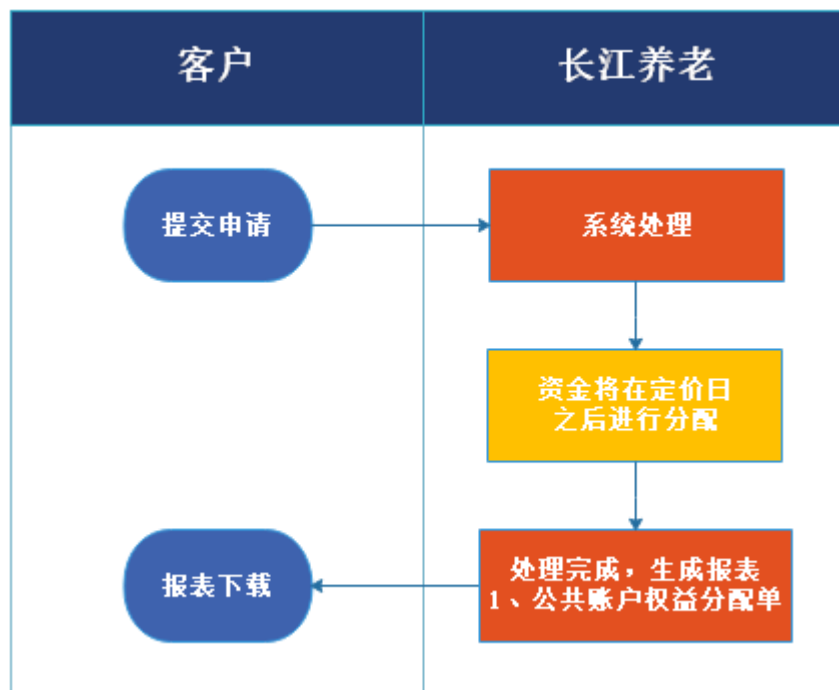 客户
长江养老
提交申请
系统处理
资金将在定价日
之后进行分配
报表下载
处理完成，生成报表
1、公共账户权益分配单